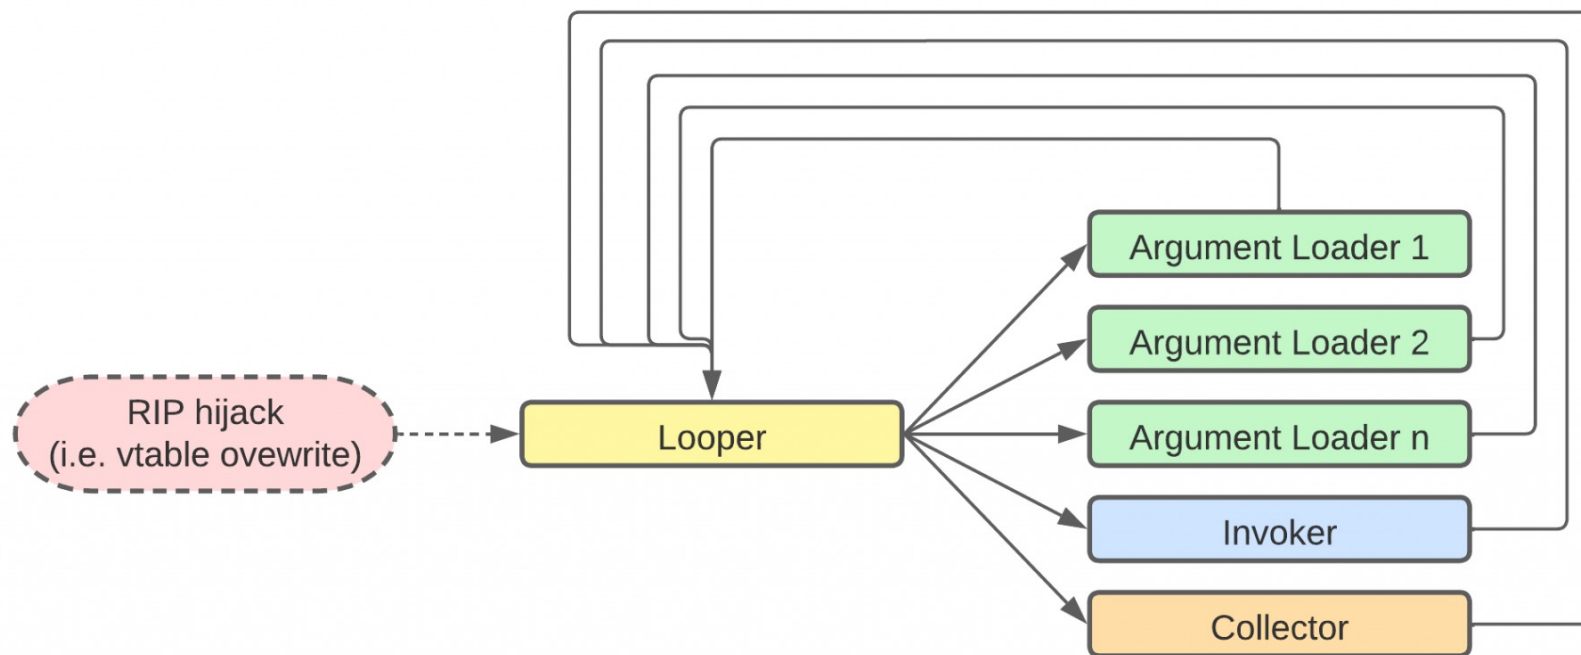 RIP hijack
(i.e. vtable ovewrite)
Looper
Argument Loader 1
Argument Loader 2
Argument Loader n
Invoker
Collector